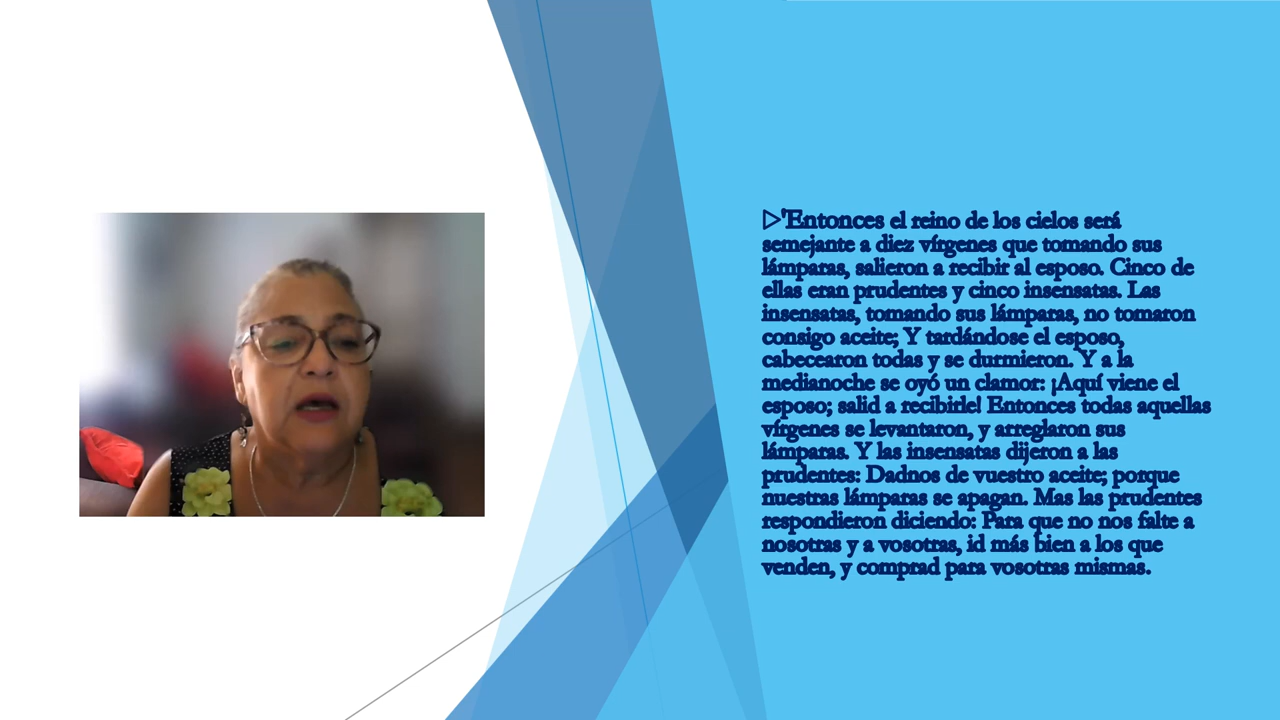 'Entonces el reino de los cielos será
semejante a diez vírgenes que tomando sus
lámparas, salieron a recibir al esposo. Cinco de
ellas eran prudentes y cinco insensatas. Las
insensatas, tomando sus lámparas, no tomaron
consigo aceite; Y tardándose el esposo,
cabecearon todas y se durmieron. Y a la
medianoche se oyó un clamor: ¡Aquí viene el
esposo; salid a recibirle! Entonces todas aquellas
vírgenes se levantaron, y arreglaron sus
lámparas. Y las insensatas dijeron a las
prudentes: Dadnos de vuestro aceite; porque
nuestras lámparas se apagan. Mas las prudentes
respondieron diciendo: Para que no nos falte a
nosotras y a vosotras, id más bien a los que
venden, y comprad para vosotras mismas.